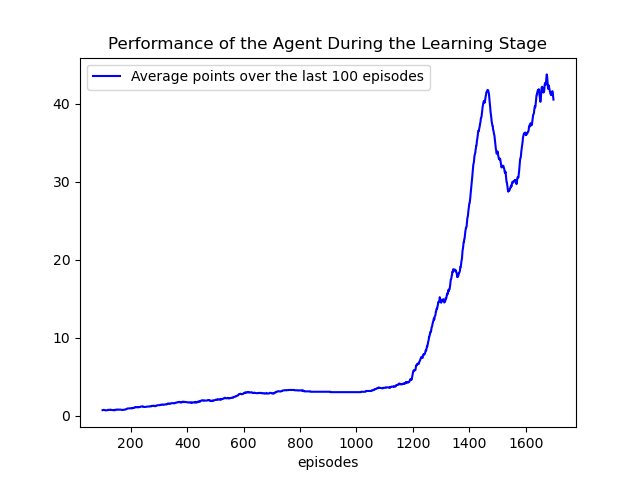 Performance of the Agent During the Learning Stage
Average points over the last 100 episodes
40
30
20
10
0
200 400 600 800 1000 1200 1400 1600
episodes